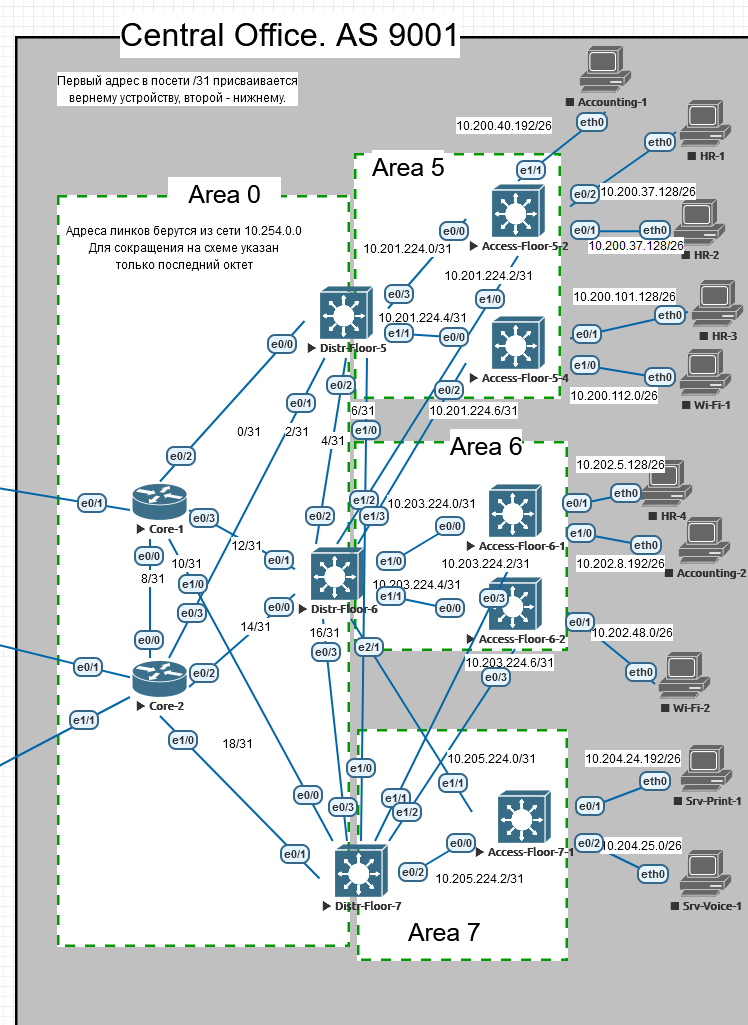 Central Office. AS 9001
Первый адрес в посети /31 присваивается
вернему устройству, второй - нижнему.
Accounting-1
10.200.40.192/26
eth0
eth0
HR-1
Area 5
e1/1
Area 0
e0/2
10.200.37.128/26
Адреса линков берутся из сети 10.254.0.0
Для сокращения на схеме указан
только последний октет
e0/0
e0/1
eth0
Access-Floor-5-2
10.200.37.128/26
HR-2
10.201.224.0/31
10.201.224.2/31
e0/3
e1/0
10.200.101.128/26
10.201.224.4/31
eth0
e1/1
e0/0
e0/1
HR-3
e0/0
Distr-Floor-5
e1/0
Access-Floor-5-4
eth0
e0/2
e0/2
10.200.112.0/26
Wi-Fi-1
e0/1
6/31
10.201.224.6/31
0/31
2/31
4/31
e1/0
Area 6
e0/2
10.202.5.128/26
e0/1
Core-1
e0/3
e0/2
e1/2
e1/3
10.203.224.0/31
e0/1
eth0
HR-4
e0/0
e1/0
Access-Floor-6-1
eth0
Accounting-2
e0/0
12/31
e0/1
e1/0
10.203.224.2/31
10.202.8.192/26
8/31
10/31
e1/0
10.203.224.4/31
e1/1
e0/0
e0/3
e0/3
e0/0
Distr-Floor-6
14/31
16/31
Access-Floor-6-2
e0/1
10.202.48.0/26
e0/0
e0/3
e2/1
10.203.224.6/31
e0/1
e0/2
e0/3
eth0
Core-2
Wi-Fi-2
e1/1
e1/0
18/31
Area 7
10.205.224.0/31
10.204.24.192/26
e1/0
e1/1
eth0
e0/0
e0/3
e1/1
e1/2
e0/1
Srv-Print-1
e0/1
e0/0
Access-Floor-7-1
e0/2
10.204.25.0/26
e0/2
10.205.224.2/31
eth0
Distr-Floor-7
Srv-Voice-1